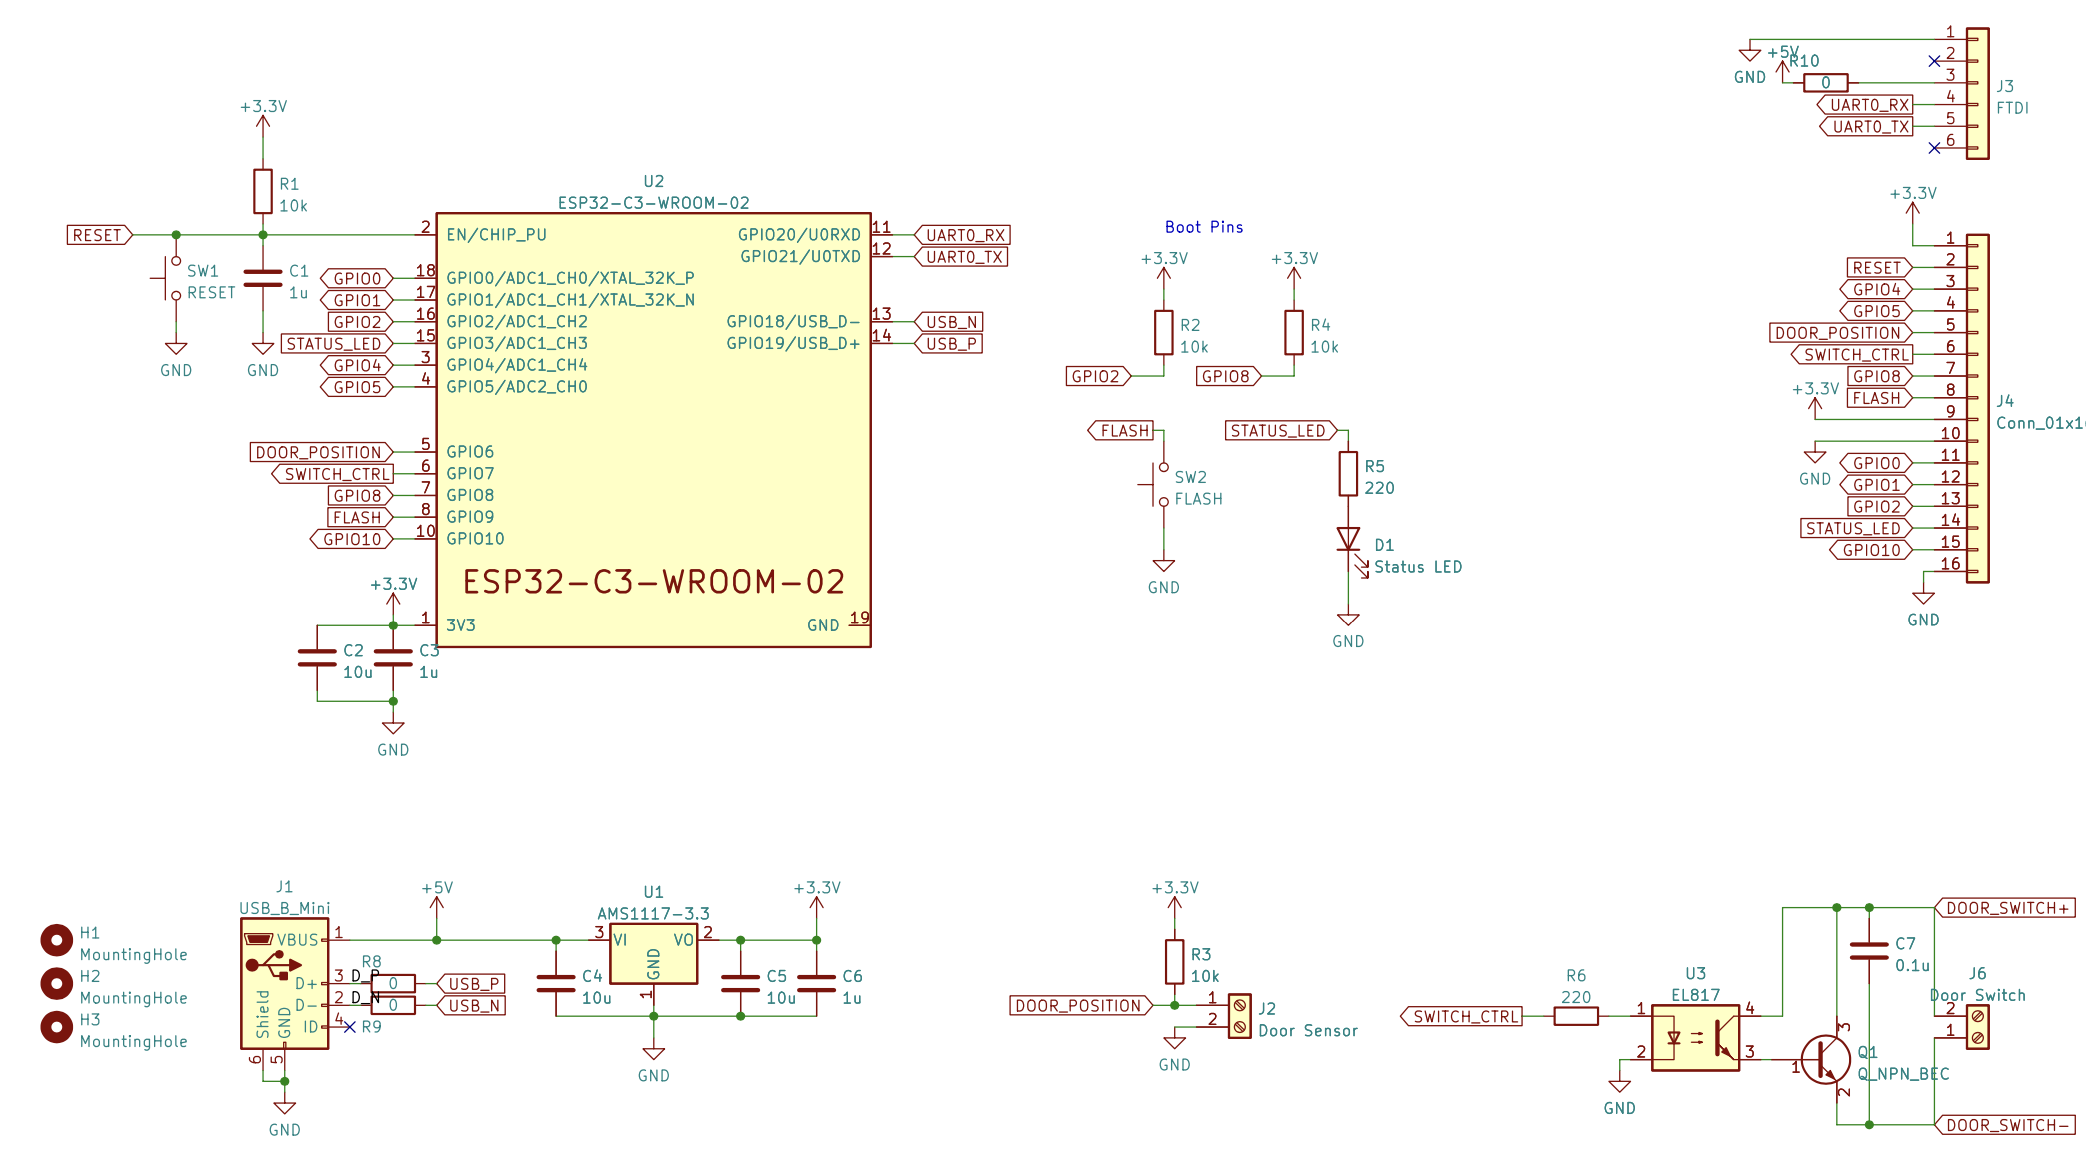 +3.3V
R1
10k
RESET
SW1
RESET
C1
1u
GND
GND
U2
ESP32-C3-WROOM-02
2
EN/CHIP_PU
GPIO0
18
GPIO0/ADC1_CH0/XTAL_32K_P
GPIO1
17
GPIO1/ADC1_CH1/XTAL_32K_N
GPIO2
16
GPIO2/ADC1_CH2
STATUS_LED
15
GPIO3/ADC1_CH3
GPIO4
3
GPIO4/ADC1_CH4
GPIO5
4
GPIO5/ADC2_CH0
DOOR_POSITION
5
GPIO6
SWITCH_CTRL
6
GPIO7
GPIO8
7
GPIO8
FLASH
8
GPIO9
GPIO10
10
GPIO10
ESP32-C3-WROOM-02
+3.3V
1
3V3
GND
19
GPIO20/U0RXD
11
UART0_RX
GPIO21/U0TXD
12
UART0_TX
GPIO18/USB_D-
13
USB_N
GPIO19/USB_D+
14
USB_P
C2
10u
C3
1u
GND
Boot Pins
+3.3V
R2
10k
GPIO2
+3.3V
R4
10k
GPIO8
FLASH
SW2
FLASH
GND
STATUS_LED
R5
220
D1
Status LED
GND
GND
+5V
R10
0
UART0_RX
UART0_TX
1
2
3
4
5
6
J3
FTDI
+3.3V
1
RESET
2
GPIO4
3
GPIO5
4
DOOR_POSITION
5
SWITCH_CTRL
6
GPIO8
7
FLASH
8
+3.3V
9
10
GND
GPIO0
11
GPIO1
12
GPIO2
13
STATUS_LED
14
GPIO10
15
16
GND
J4
H1
MountingHole
H2
MountingHole
H3
MountingHole
J1
USB_B_Mini
VBUS
1
D+
3
D-
2
ID
4
Shield
GND
6
5
GND
D_P
D_N
R8
0
0
R9
USB_P
USB_N
+5V
U1
AMS1117-3.3
3
VI
VO
2
GND
1
C4
10u
C5
10u
C6
1u
+3.3V
GND
+3.3V
R3
10k
DOOR_POSITION
1
2
J2
Door Sensor
GND
SWITCH_CTRL
R6
220
U3
EL817
1
2
4
3
GND
Q1
Q_NPN_BEC
1
2
3
C7
0.1u
DOOR_SWITCH+
J6
Door Switch
2
1
DOOR_SWITCH-